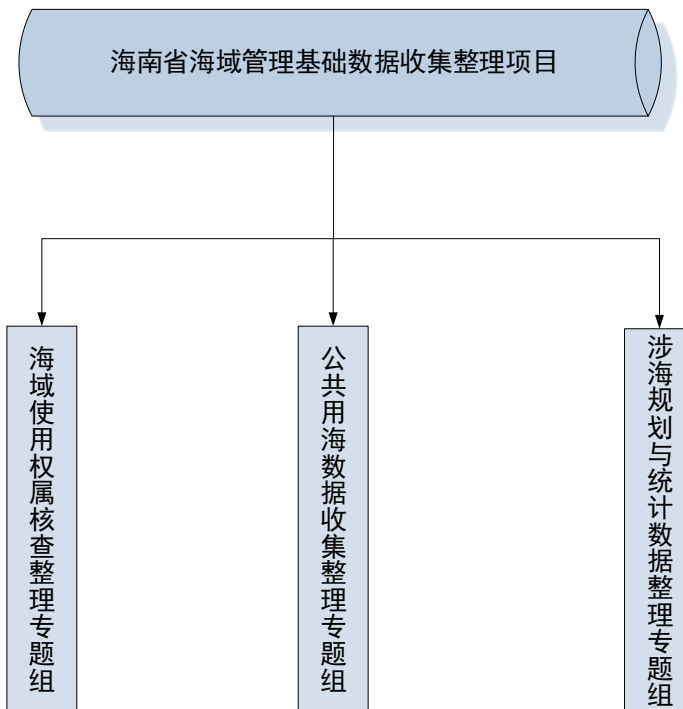 海南省海域管理基础数据收集整理项目
海域使用权属核查整理专题组
公共用海数据收集整理专题组
涉海规划与统计数据整理专题组